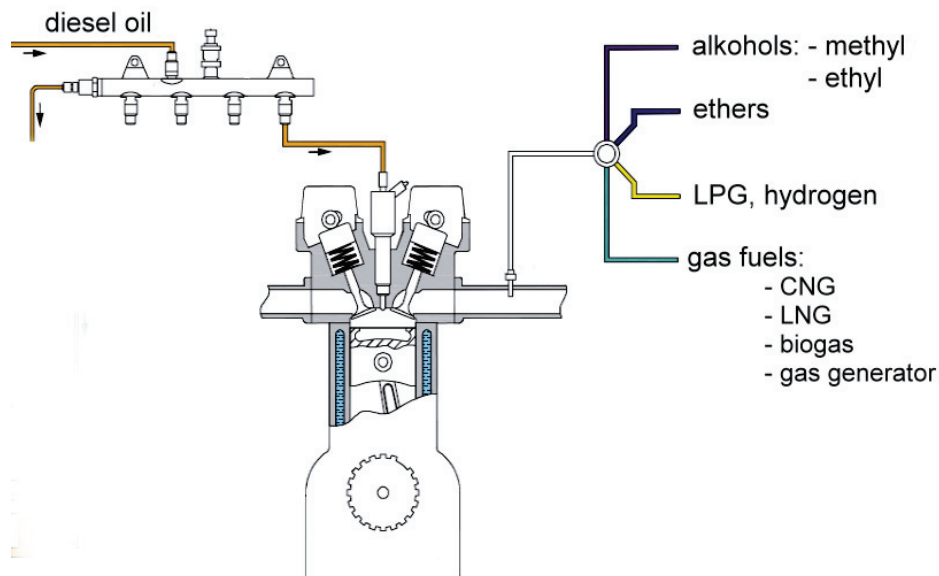 diesel oil
alkohols: - methyl
- ethyl
ethers
LPG, hydrogen
gas fuels:
- CNG
- LNG
- biogas
- gas generator